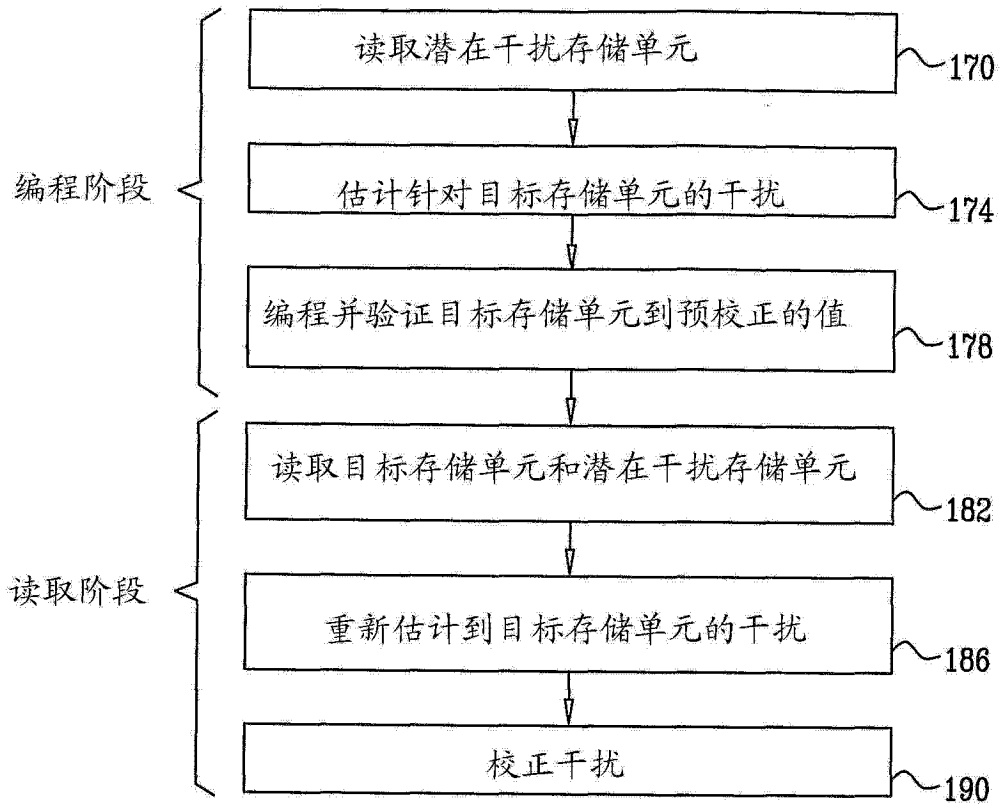 读取潜在干扰存储单元
170
编程阶段
估计针对目标存储单元的干扰
174
编程并验证目标存储单元到预校正的值
178
读取目标存储单元和潜在干扰存储单元
182
读取阶段
重新估计到目标存储单元的干扰
186
校正干扰
190